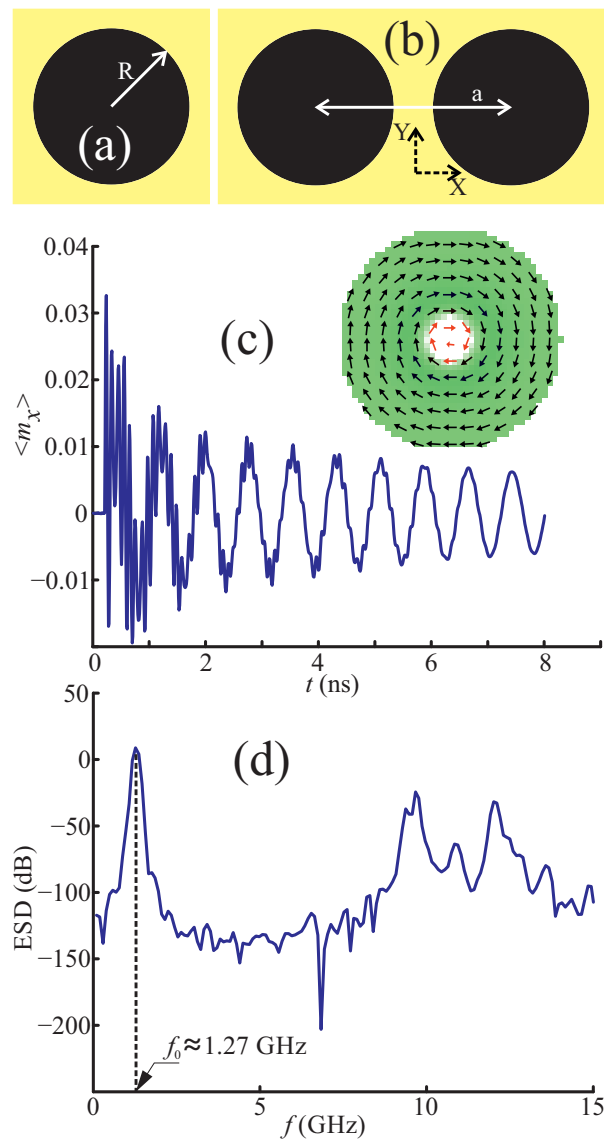 (a)
R
(b)
a
Y
X
(c)
0.04
0.03
0.02
0.01
0
−0.01
<m_x>
0 2 4 6 8
t (ns)
(d)
50
0
−50
−100
−150
−200
ESD (dB)
f₀≈1.27 GHz
0 5 10 15
f (GHz)